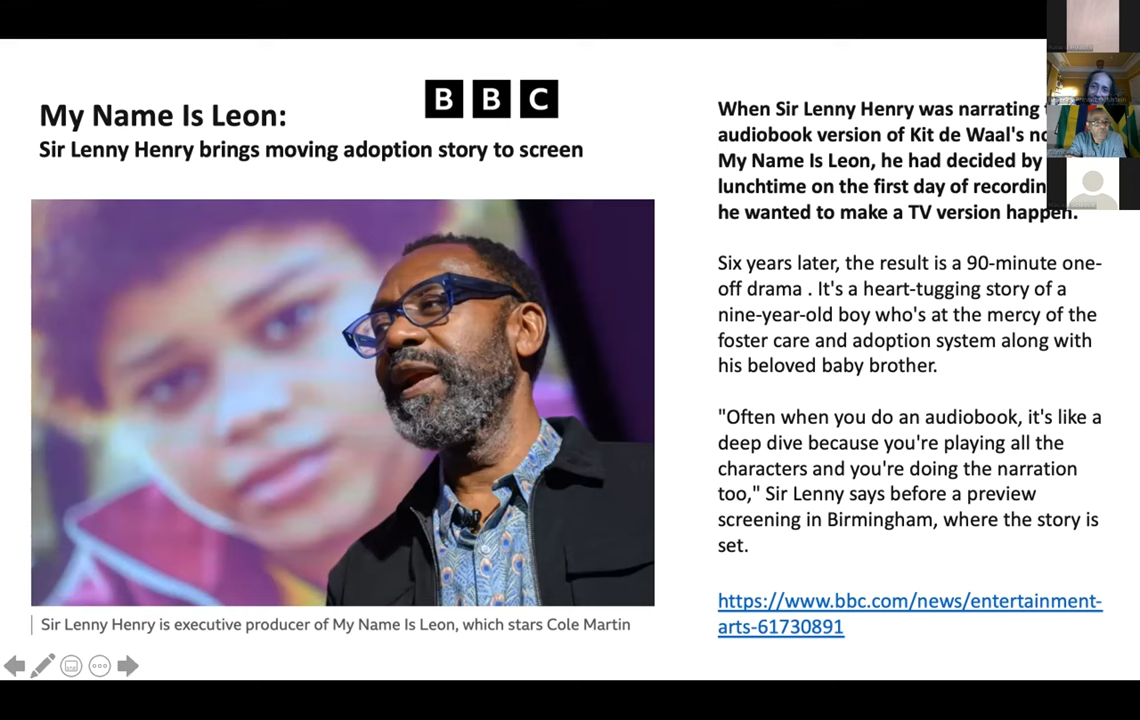 My Name Is Leon:
BBC
Sir Lenny Henry brings moving adoption story to screen
Sir Lenny Henry is executive producer of My Name Is Leon, which stars Cole Martin
When Sir Lenny Henry was narrating
audiobook version of Kit de Waal's
My Name Is Leon, he had decided by
lunchtime on the first day of
he wanted to make a TV version happen.
Six years later, the result is a 90-minute one-
off drama . It's a heart-tugging story of a
nine-year-old boy who's at the mercy of the
foster care and adoption system along with
his beloved baby brother.
"Often when you do an audiobook, it's like a
deep dive because you're playing all the
characters and you're doing the narration
too," Sir Lenny says before a preview
screening in Birmingham, where the story is
set.
https://www.bbc.com/news/entertainment-
arts-61730891